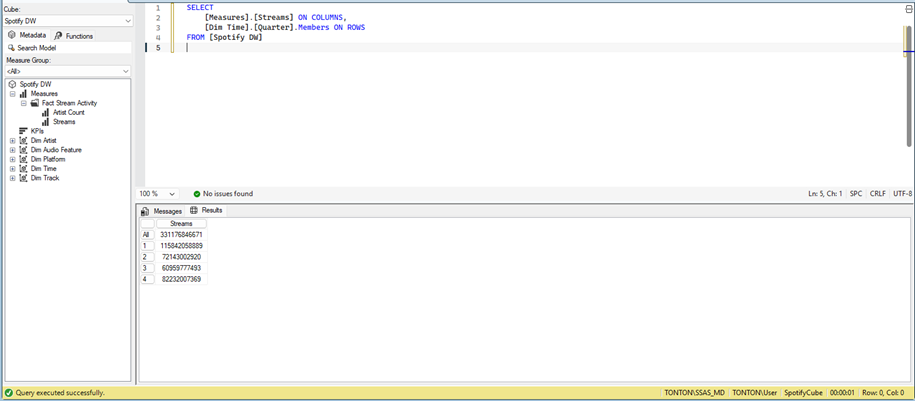 Cube:
Spotify DW
Metadata
Functions
Search Model
Measure Group:
<All>
Spotify DW
Measures
Fact Stream Activity
Artist Count
Streams
KPIs
Dim Artist
Dim Audio Feature
Dim Platform
Dim Time
Dim Track
1 SELECT
2 [Measures].[Streams] ON COLUMNS,
3 [Dim Time].[Quarter].Members ON ROWS
4 FROM [Spotify DW]
5
100 % No issues found Ln: 5, Ch: 1 SPC CRLF UTF-8
Messages Results
Streams
All 331176846671
1 115842058889
2 72143002920
3 60959777493
4 82232007369
Query executed successfully. TONTON\SSAS_MD TONTON\User SpotifyCube 00:00:01 Row: 0, Col: 0